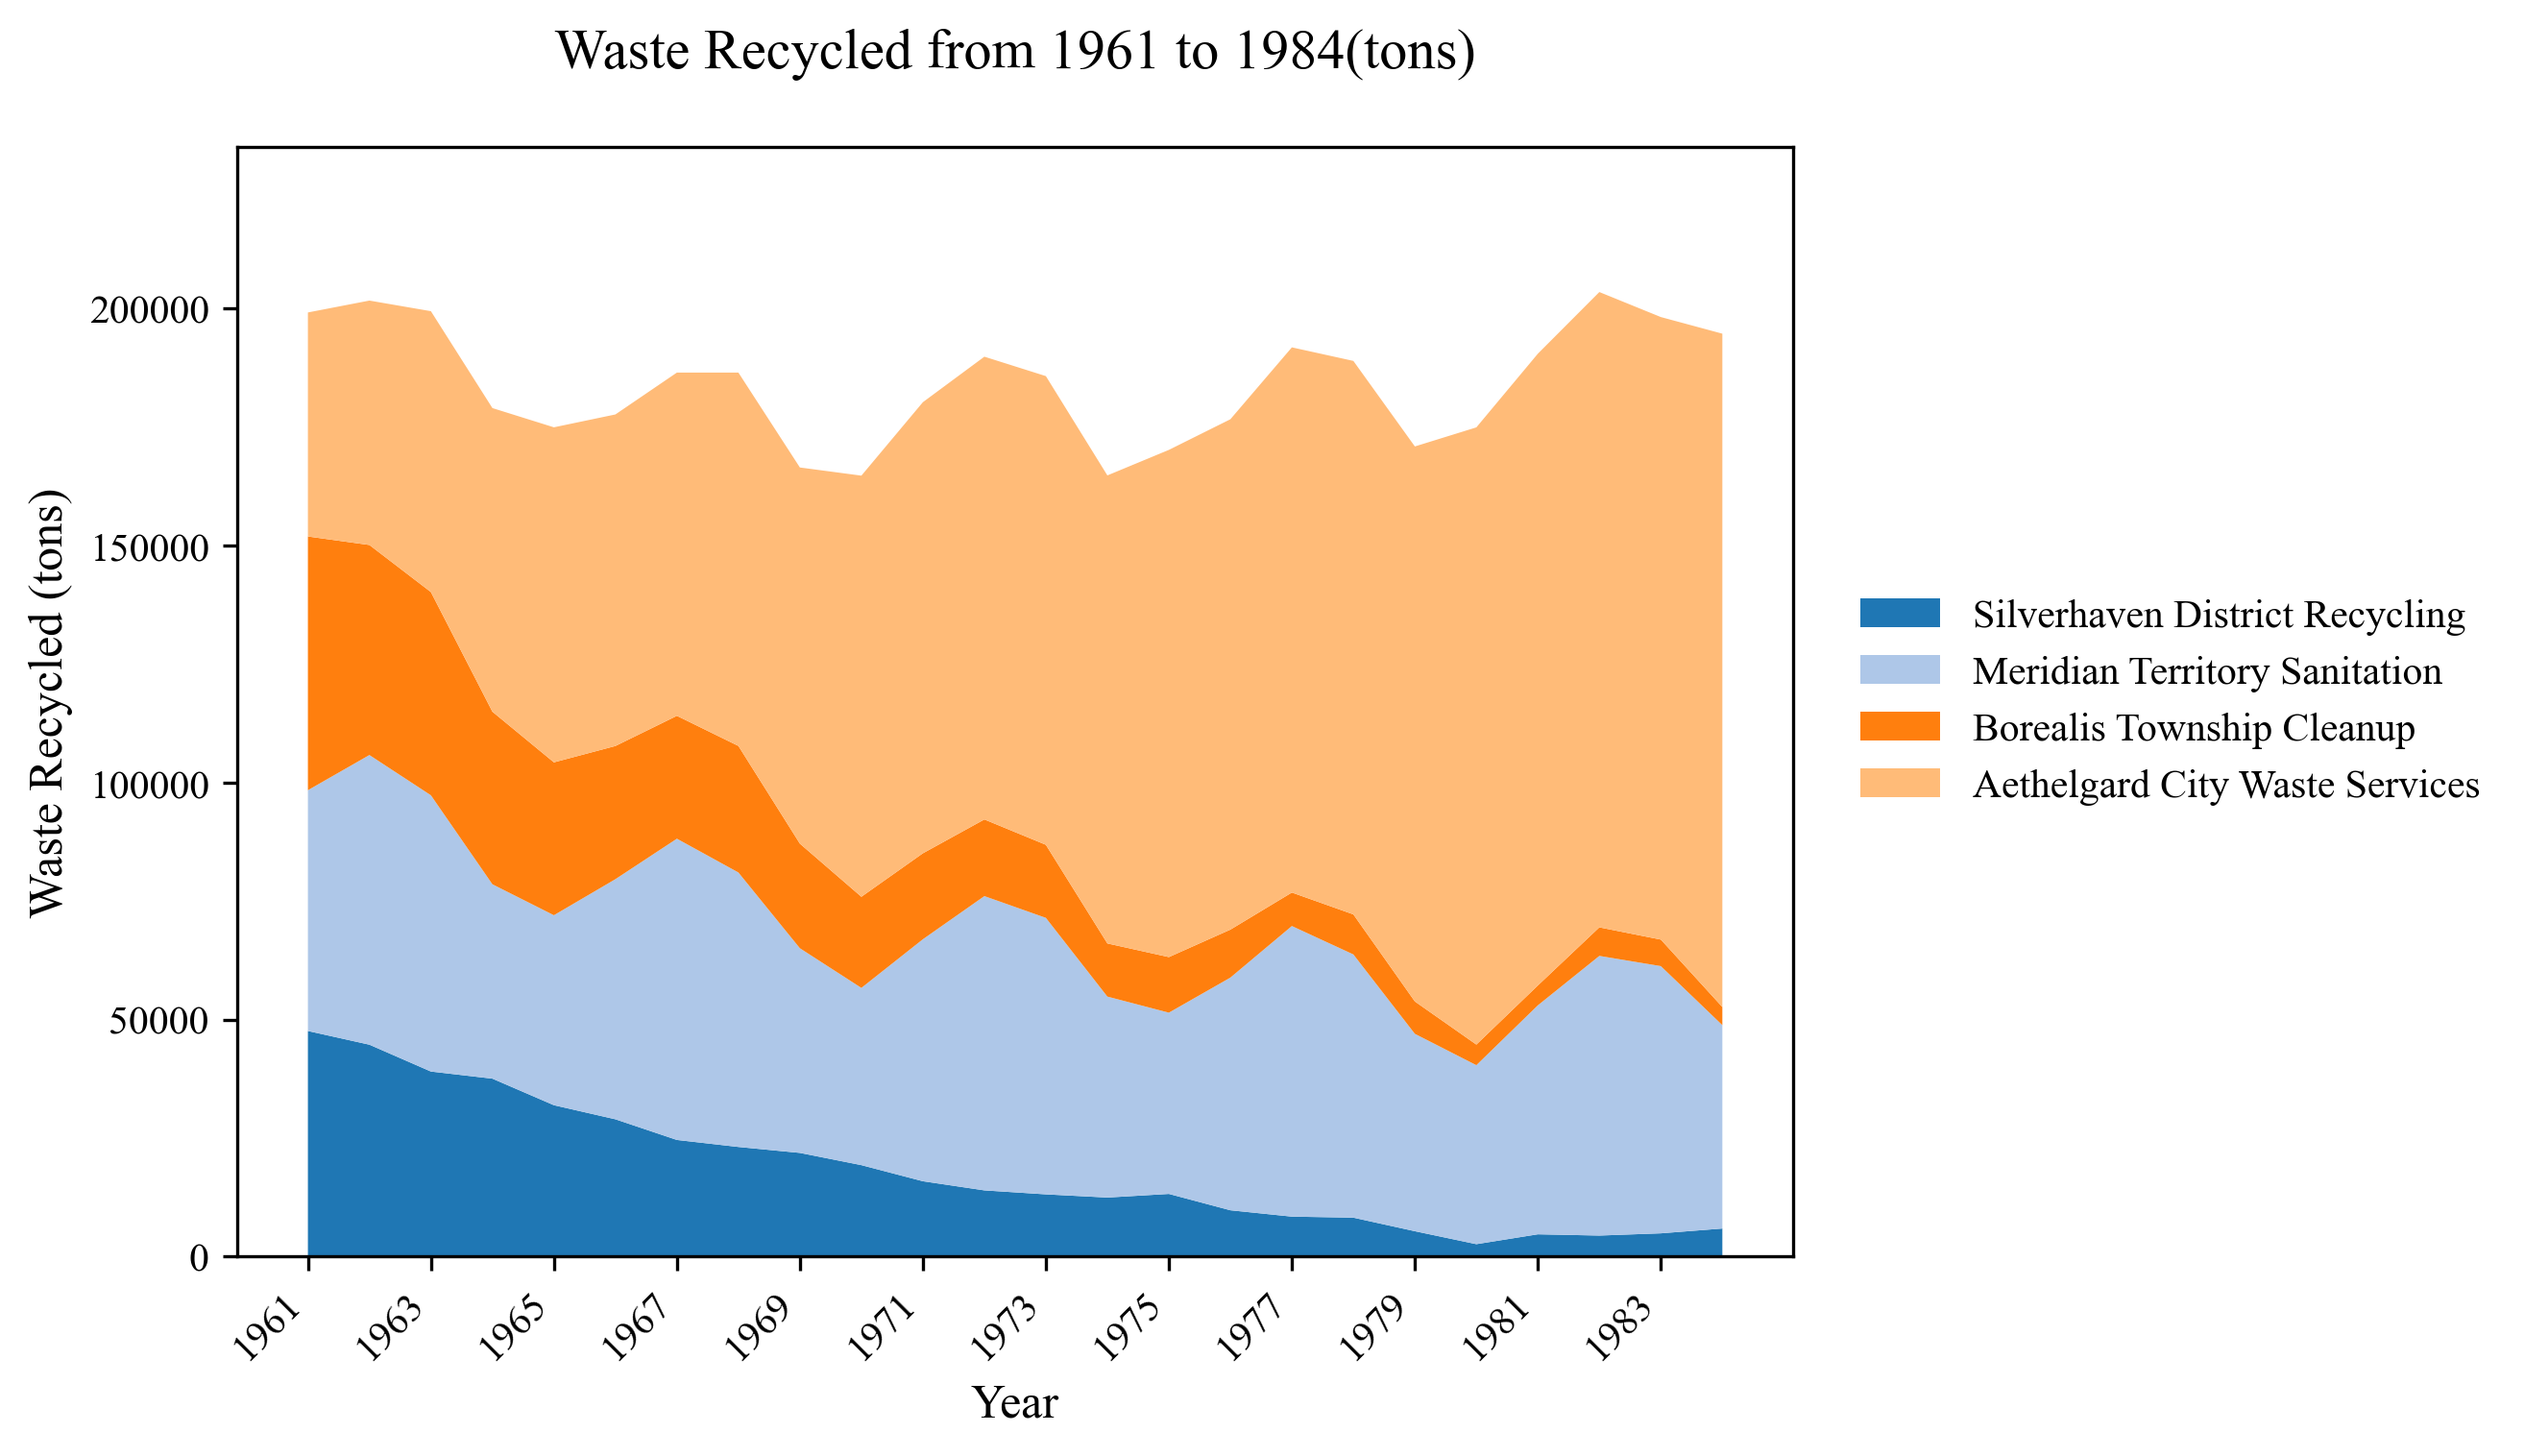 Waste Recycled from 1961 to 1984(tons)
Waste Recycled (tons)
200000
150000
100000
50000
0
1961
1963
1965
1967
1969
1971
1973
1975
1977
1979
1981
1983
Year
Silverhaven District Recycling
Meridian Territory Sanitation
Borealis Township Cleanup
Aethelgard City Waste Services